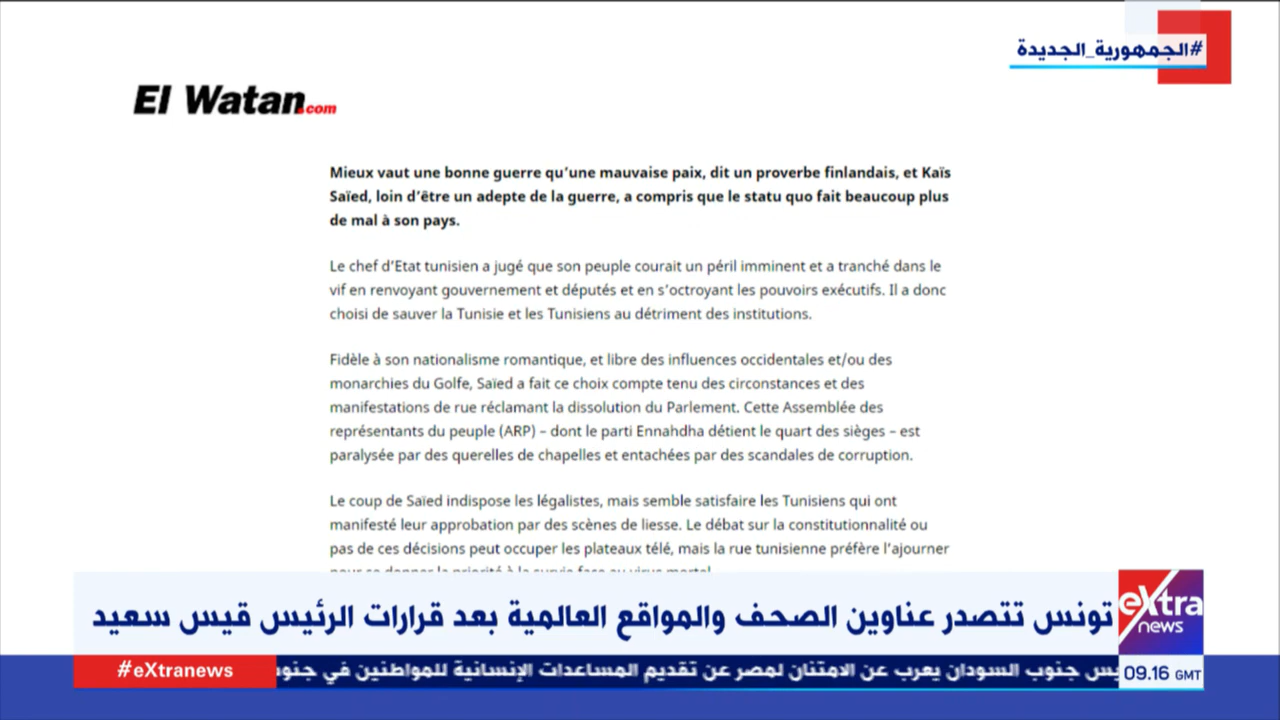 #الجمهورية_الجديدة
El Watan.com
Mieux vaut une bonne guerre qu’une mauvaise paix, dit un proverbe finlandais, et Kaïs
Saïed, loin d’être un adepte de la guerre, a compris que le statu quo fait beaucoup plus
de mal à son pays.
Le chef d’Etat tunisien a jugé que son peuple courait un péril imminent et a tranché dans le
vif en renvoyant gouvernement et députés et en s’octroyant les pouvoirs exécutifs. Il a donc
choisi de sauver la Tunisie et les Tunisiens au détriment des institutions.
Fidèle à son nationalisme romantique, et libre des influences occidentales et/ou des
monarchies du Golfe, Saïed a fait ce choix compte tenu des circonstances et des
manifestations de rue réclamant la dissolution du Parlement. Cette Assemblée des
représentants du peuple (ARP) – dont le parti Ennahdha détient le quart des sièges – est
paralysée par des querelles de chapelles et entachées par des scandales de corruption.
Le coup de Saïed indispose les légalistes, mais semble satisfaire les Tunisiens qui ont
manifesté leur approbation par des scènes de liesse. Le débat sur la constitutionnalité ou
pas de ces décisions peut occuper les plateaux télé, mais la rue tunisienne préfère l’ajourner
تونس تتصدر عناوين الصحف والمواقع العالمية بعد قرارات الرئيس قيس سعيد
eXtra
news
#eXtranews
جنوب السودان يعرب عن الامتنان لمصر عن تقديم المساعدات الإنسانية للمواطنين في
09.16 GMT